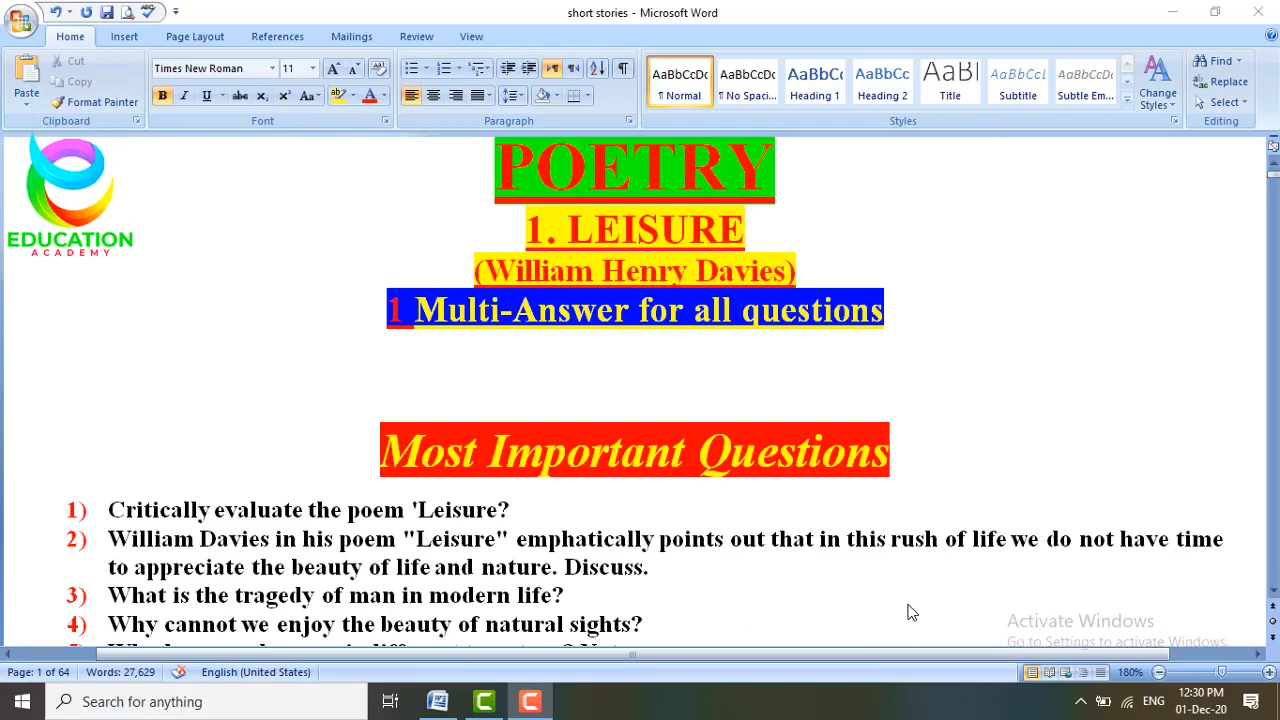 short stories - Microsoft Word
Home Insert Page Layout References Mailings Review View
Paste
Cut
Copy
Format Painter
Times New Roman 11
AaBbCcDc AaBbCcDc AaBbC AaBbCc AaBl AaBbCcL AaBbCcDc
¶ Normal ¶ No Spaci... Heading 1 Heading 2 Title Subtitle Subtle Em...
Change Styles
Find
Replace
Select
Clipboard Font Paragraph Styles Editing
EDUCATION
ACADEMY
POETRY
1. LEISURE
(William Henry Davies)
1 Multi-Answer for all questions
Most Important Questions
1) Critically evaluate the poem 'Leisure?
2) William Davies in his poem "Leisure" emphatically points out that in this rush of life we do not have time
to appreciate the beauty of life and nature. Discuss.
3) What is the tragedy of man in modern life?
4) Why cannot we enjoy the beauty of natural sights?
Activate Windows
Go to Settings to activate Windows.
Page: 1 of 64 Words: 27,629 English (United States) 180%
Search for anything
ENG
12:30 PM
01-Dec-20